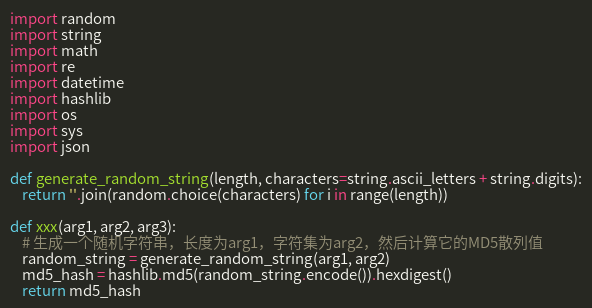 import random
import string
import math
import re
import datetime
import hashlib
import os
import sys
import json
def generate_random_string(length, characters=string.ascii_letters + string.digits):
return ''.join(random.choice(characters) for i in range(length))
def xxx(arg1, arg2, arg3):
# 生成一个随机字符串，长度为arg1，字符集为arg2，然后计算它的MD5散列值
random_string = generate_random_string(arg1, arg2)
md5_hash = hashlib.md5(random_string.encode()).hexdigest()
return md5_hash